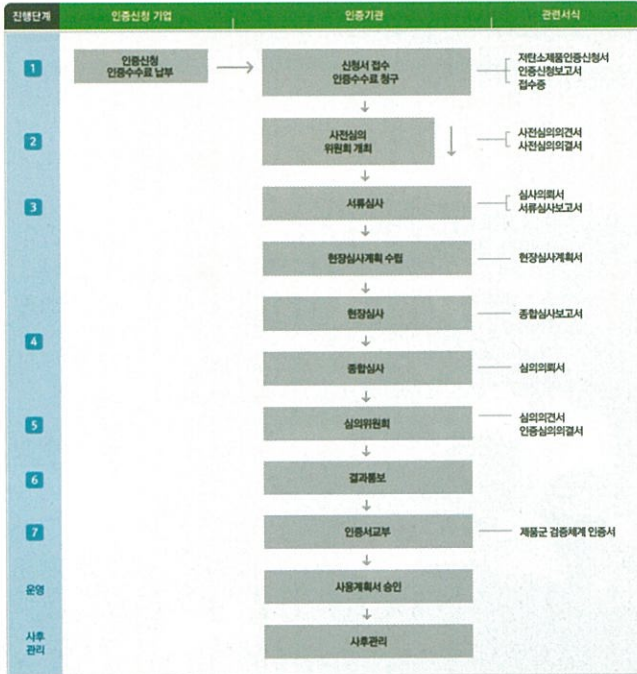 진행단계 인증신청 기업 인증기관 관련서식
1
인증신청
인증수수료 납부
신청서 접수
인증수수료 청구
저탄소제품인증신청서
인증신청보고서
접수증
2
사전심의
위원회 개최
사전심의의견서
사전심의의결서
3
서류심사
심사의뢰서
서류심사보고서
현장심사계획 수립
현장심사계획서
4
현장심사
종합심사보고서
종합심사
심의의뢰서
5
심의위원회
심의의견서
인증심의의결서
6
결과통보
7
인증서교부
제품군 검증체계 인증서
운영
사용계획서 승인
사후
관리
사후관리